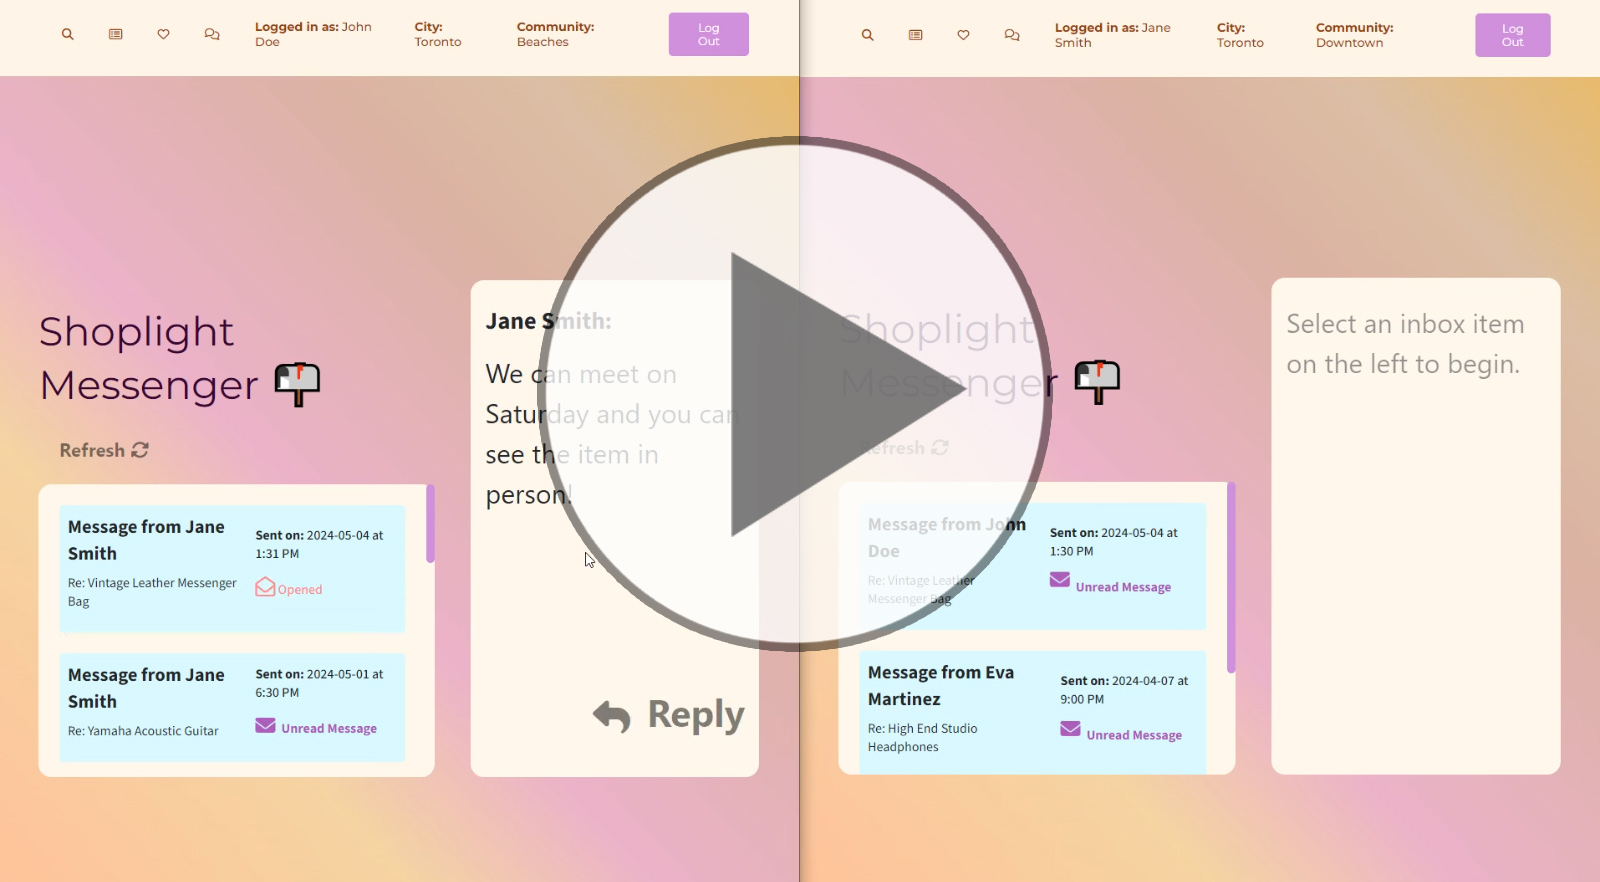 Logged in as: John
Doe
City:
Toronto
Community:
Beaches
Log
Out
Shoplight
Messenger
Refresh
Message from Jane
Smith
Re: Vintage Leather Messenger
Bag
Sent on: 2024-05-04 at
1:31 PM
Opened
Message from Jane
Smith
Re: Yamaha Acoustic Guitar
Sent on: 2024-05-01 at
6:30 PM
Unread Message
Jane Smith:
We can meet on
Saturday and you can
see the item in
person!
Reply
Logged in as: Jane
Smith
City:
Toronto
Community:
Downtown
Log
Out
Shoplight
Messenger
Refresh
Message from John
Doe
Re: Vintage Leather
Messenger Bag
Sent on: 2024-05-04 at
1:30 PM
Unread Message
Message from Eva
Martinez
Re: High End Studio
Headphones
Sent on: 2024-04-07 at
9:00 PM
Unread Message
Select an inbox item
on the left to begin.